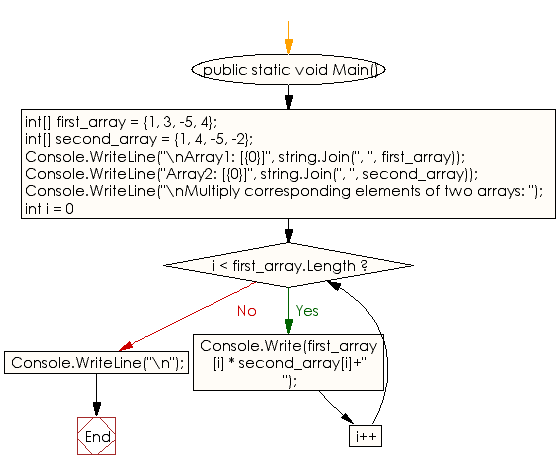 public static void Main()
int[] first_array = {1, 3, -5, 4};
int[] second_array = {1, 4, -5, -2};
Console.WriteLine("\nArray1: [{0}]", string.Join(", ", first_array));
Console.WriteLine("Array2: [{0}]", string.Join(", ", second_array));
Console.WriteLine("\nMultiply corresponding elements of two arrays: ");
int i = 0
i < first_array.Length ?
No
Yes
Console.WriteLine("\n");
Console.Write(first_array
[i] * second_array[i]+"
");
End
i++